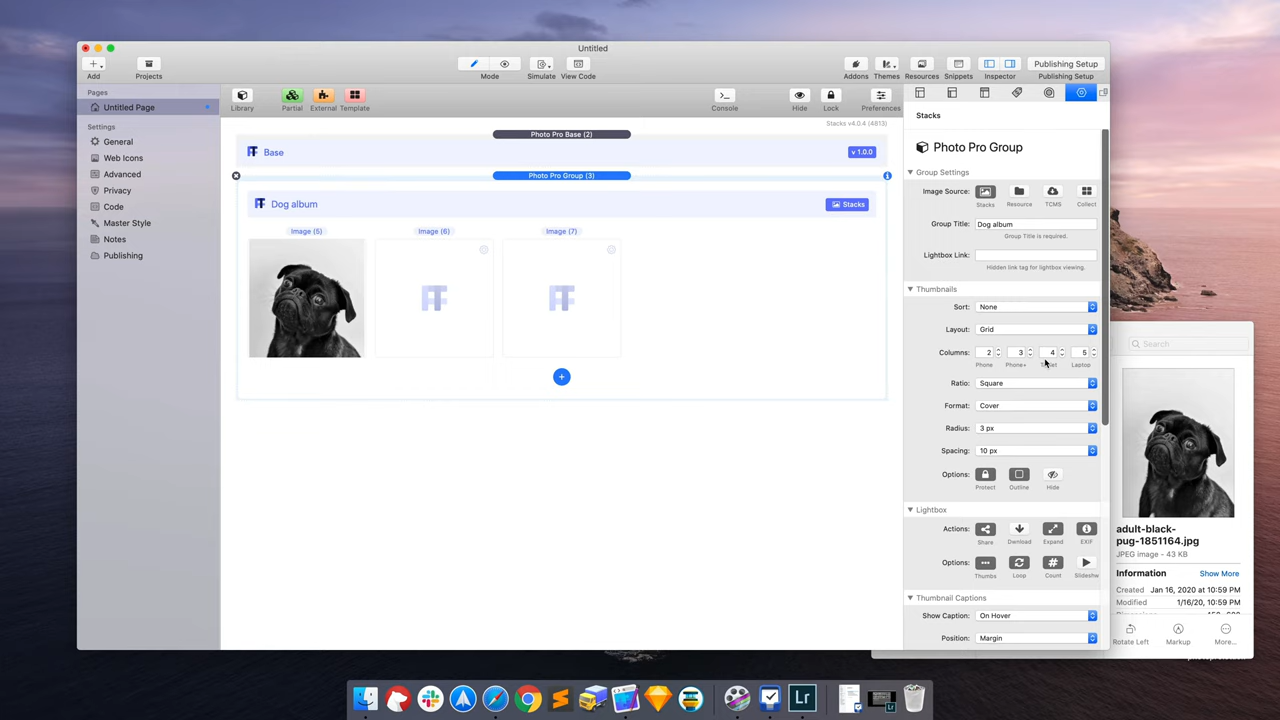 Untitled
Add
Projects
Mode
Simulate
View Code
Addons
Themes
Resources
Snippets
Inspector
Publishing Setup
Publishing Setup
Pages
Untitled Page
Settings
General
Web Icons
Advanced
Privacy
Code
Master Style
Notes
Publishing
Library
Partial
External
Template
Console
Hide
Lock
Preferences
Stacks v4.0.4 (4813)
Photo Pro Base (2)
Base
v 1.0.0
Photo Pro Group (3)
Dog album
Stacks
Image (5)
Image (6)
Image (7)
Stacks
Photo Pro Group
Group Settings
Image Source:
Stacks
Resource
TCMS
Collect
Group Title: Dog album
Group Title is required.
Lightbox Link:
Hidden link tag for lightbox viewing.
Thumbnails
Sort: None
Layout: Grid
Columns: 2 3 4 5
Phone
Phone+
Laptop
Ratio: Square
Format: Cover
Radius: 3 px
Spacing: 10 px
Options:
Protect
Outline
Hide
Lightbox
Actions:
Share
Dwnload
Expand
EXIF
Options:
Thumbs
Loop
Count
Slideshw
Thumbnail Captions
Show Caption: On Hover
Position: Margin
Search
adult-black-
pug-1851164.jpg
JPEG image - 43 KB
Information
Show More
Created Jan 16, 2020 at 10:59 PM
Modified 1/16/20, 10:59 PM
Rotate Left
Markup
More...
Lr